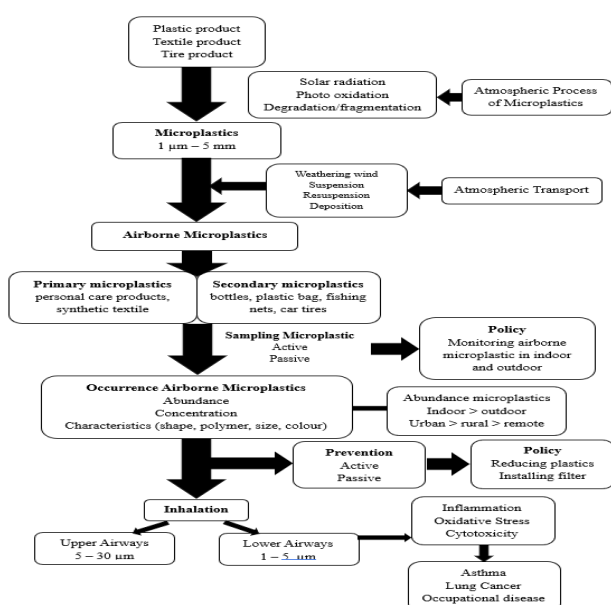 Plastic product
Textile product
Tire product
Solar radiation
Photo oxidation
Degradation/fragmentation
Atmospheric Process
of Microplastics
Microplastics
1 μm – 5 mm
Weathering wind
Suspension
Resuspension
Deposition
Atmospheric Transport
Airborne Microplastics
Primary microplastics
personal care products,
synthetic textile
Secondary microplastics
bottles, plastic bag, fishing
nets, car tires
Sampling Microplastic
Active
Passive
Policy
Monitoring airborne
microplastic in indoor
and outdoor
Occurrence Airborne Microplastics
Abundance
Concentration
Characteristics (shape, polymer, size, colour)
Abundance microplastics
Indoor > outdoor
Urban > rural > remote
Prevention
Active
Passive
Policy
Reducing plastics
Installing filter
Inhalation
Upper Airways
5 – 30 μm
Lower Airways
1 – 5 μm
Inflammation
Oxidative Stress
Cytotoxicity
Asthma
Lung Cancer
Occupational disease